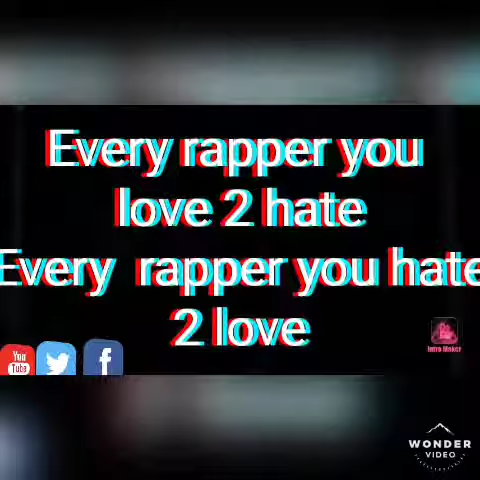 Every rapper you
love 2 hate
Every rapper you hate
2 love
You
Tube
f
Intro Maker
WONDER
VIDEO